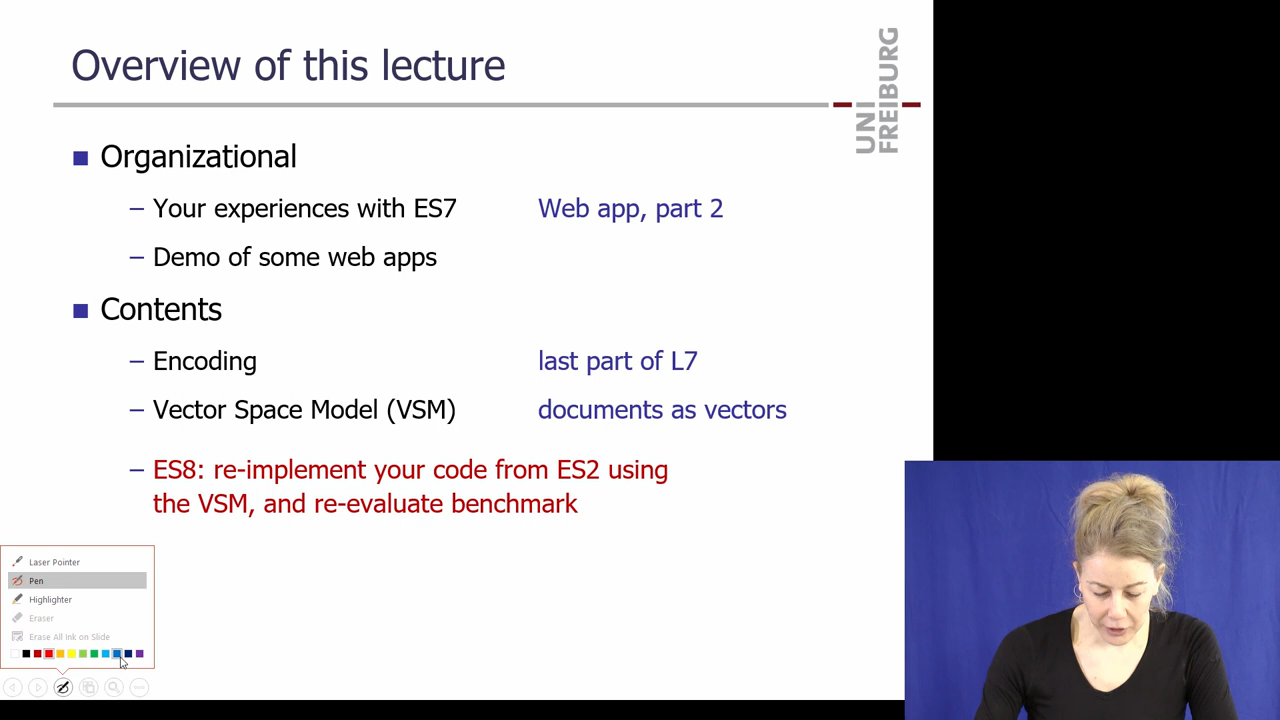 Overview of this lecture
UNI
FREIBURG
■ Organizational
– Your experiences with ES7 Web app, part 2
– Demo of some web apps
■ Contents
– Encoding last part of L7
– Vector Space Model (VSM) documents as vectors
– ES8: re-implement your code from ES2 using
the VSM, and re-evaluate benchmark
Laser Pointer
Pen
Highlighter
Eraser
Erase All Ink on Slide